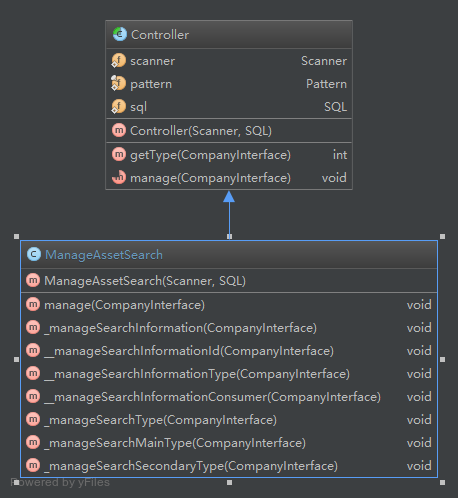 Controller
scanner Scanner
pattern Pattern
sql SQL
Controller(Scanner, SQL)
getType(CompanyInterface) int
manage(CompanyInterface) void
ManageAssetSearch
ManageAssetSearch(Scanner, SQL)
manage(CompanyInterface) void
_manageSearchInformation(CompanyInterface) void
__manageSearchInformationId(CompanyInterface) void
__manageSearchInformationType(CompanyInterface) void
__manageSearchInformationConsumer(CompanyInterface) void
_manageSearchType(CompanyInterface) void
_manageSearchMainType(CompanyInterface) void
_manageSearchSecondaryType(CompanyInterface) void
Powered by yFiles